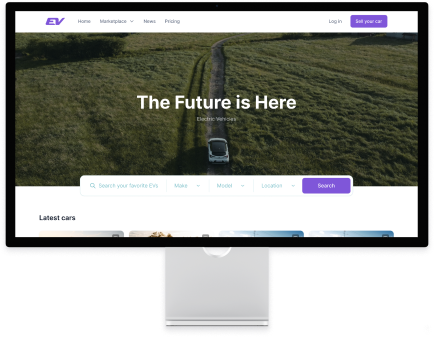 EV
Home Marketplace News Pricing Log in Sell your car
The Future is Here
Electric Vehicles!
Search your favorite EVs Make Model Location Search
Latest cars